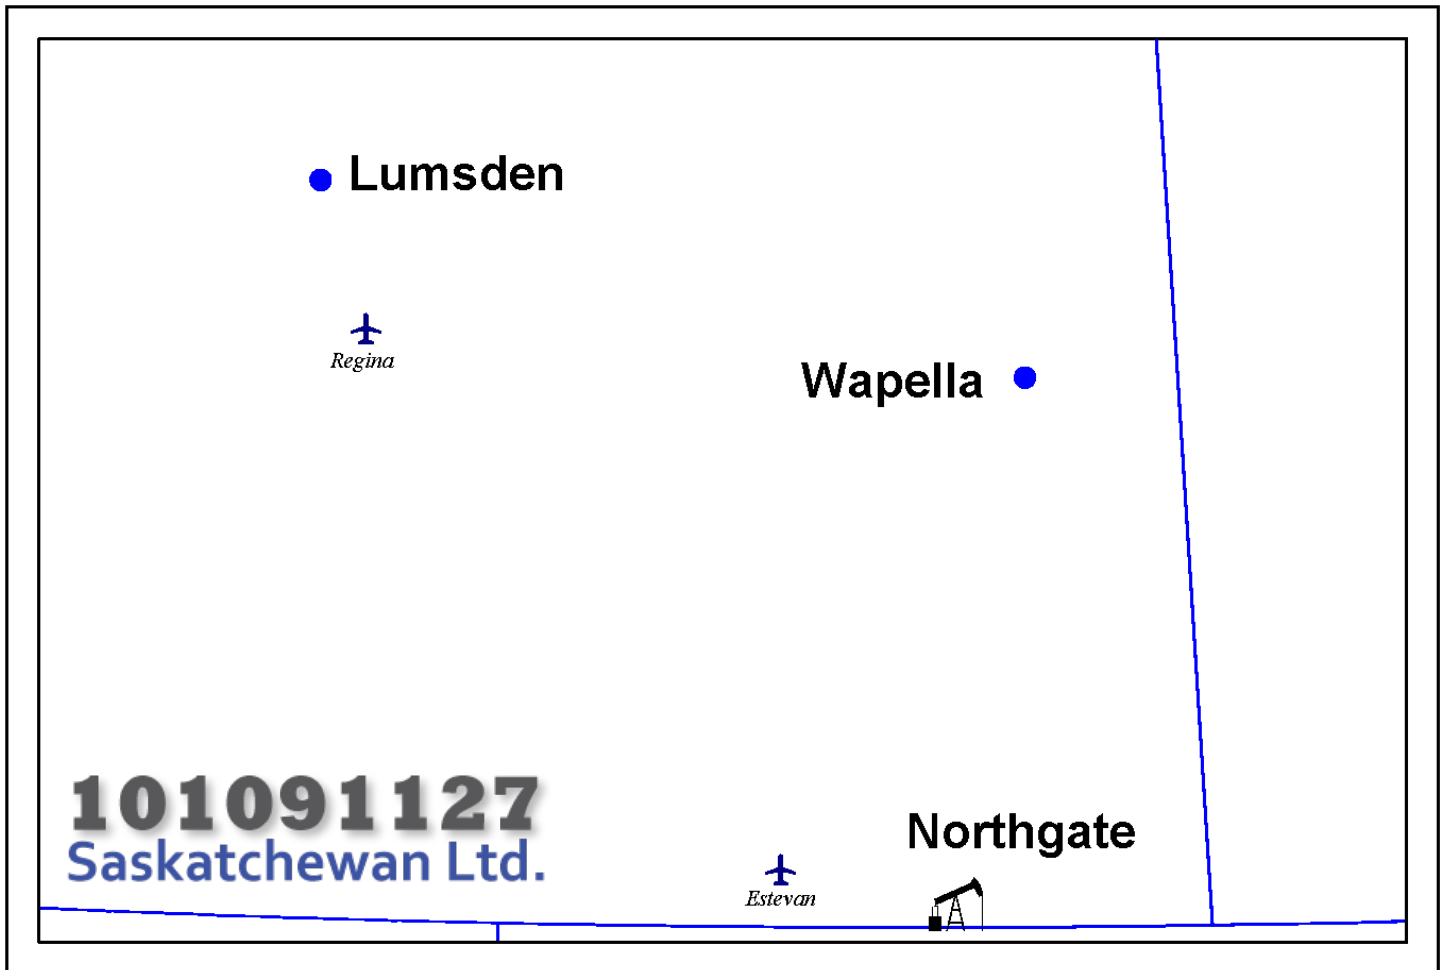 Lumsden
Regina
Wapella
101091127
Saskatchewan Ltd.
Northgate
Estevan